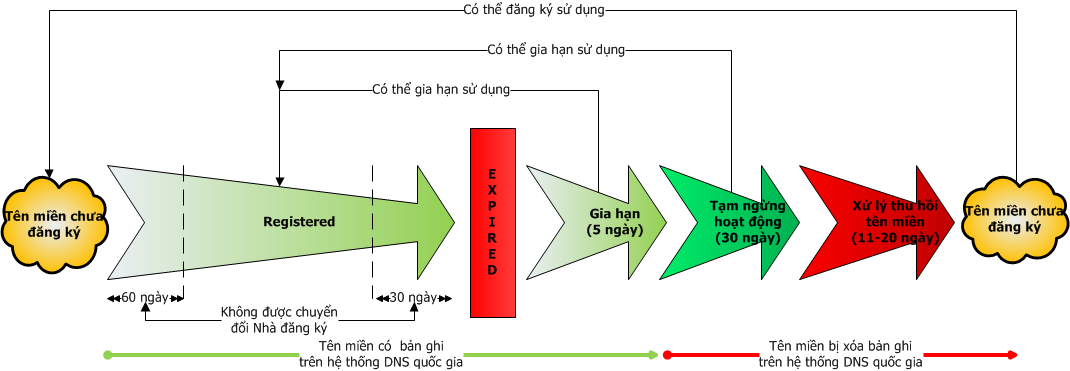 Có thể đăng ký sử dụng
Có thể gia hạn sử dụng
Có thể gia hạn sử dụng
Tên miền chưa
đăng ký
Registered
EXPIRED
Gia hạn
(5 ngày)
Tạm ngừng
hoạt động
(30 ngày)
Xử lý thu hồi
tên miền
(11-20 ngày)
Tên miền chưa
đăng ký
60 ngày
30 ngày
Không được chuyển
đổi Nhà đăng ký
Tên miền có bản ghi
trên hệ thống DNS quốc gia
Tên miền bị xóa bản ghi
trên hệ thống DNS quốc gia